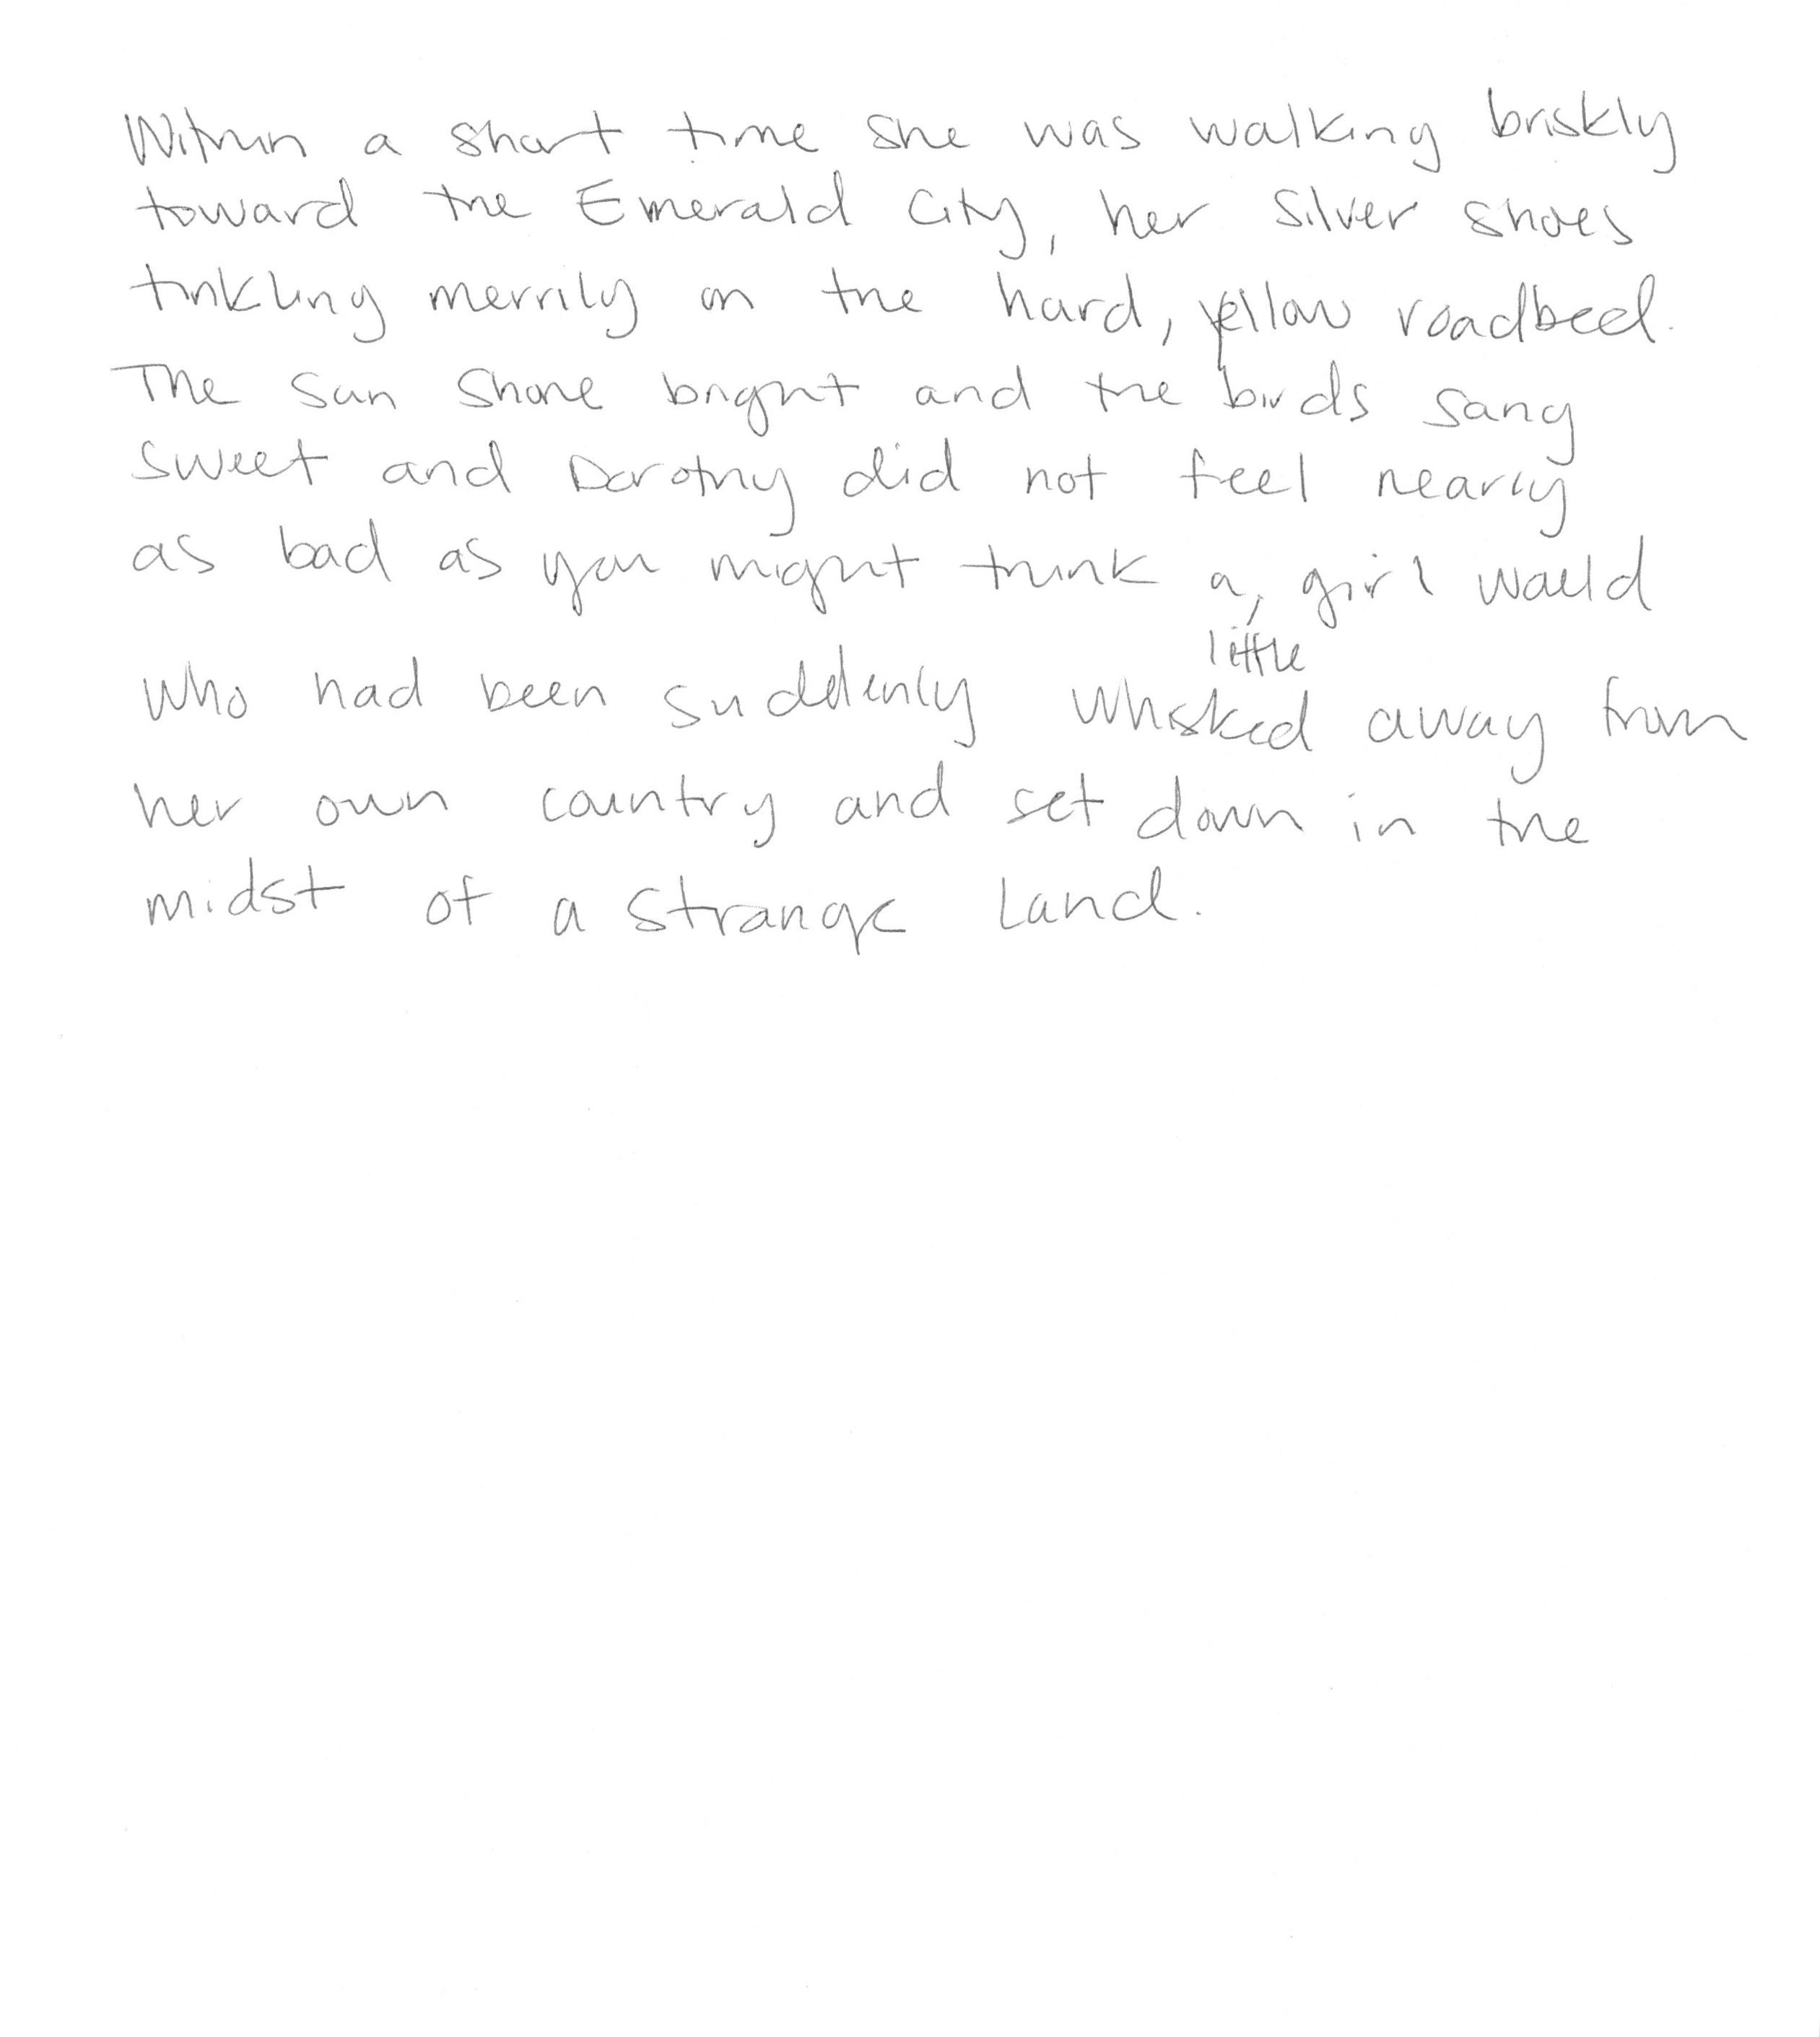 Within a short time she was walking briskly
toward the Emerald City, her Silver shoes
tinkling merrily on the hard, yellow roadbed.
The sun shone bright and the birds sang
sweet and Dorothy did not feel nearly
as bad as you might think a, girl would
little
who had been suddenly whisked away from
her own country and set down in the
midst of a strange land.